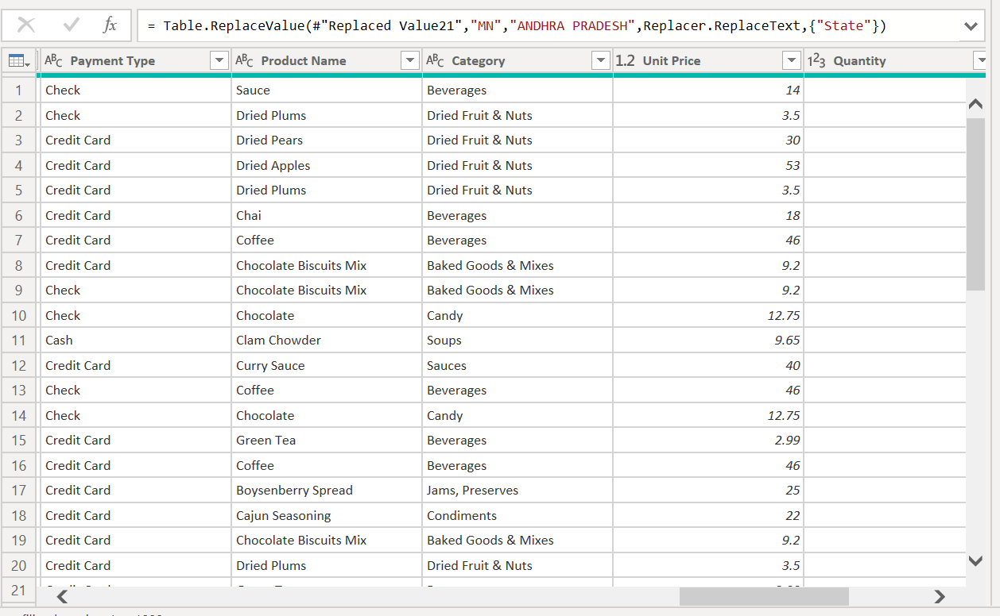 fx = Table.ReplaceValue(#"Replaced Value21","MN","ANDHRA PRADESH",Replacer.ReplaceText,{"State"})
ABC Payment Type ABC Product Name ABC Category 1.2 Unit Price 123 Quantity
1 Check Sauce Beverages 14
2 Check Dried Plums Dried Fruit & Nuts 3.5
3 Credit Card Dried Pears Dried Fruit & Nuts 30
4 Credit Card Dried Apples Dried Fruit & Nuts 53
5 Credit Card Dried Plums Dried Fruit & Nuts 3.5
6 Credit Card Chai Beverages 18
7 Credit Card Coffee Beverages 46
8 Credit Card Chocolate Biscuits Mix Baked Goods & Mixes 9.2
9 Check Chocolate Biscuits Mix Baked Goods & Mixes 9.2
10 Check Chocolate Candy 12.75
11 Cash Clam Chowder Soups 9.65
12 Credit Card Curry Sauce Sauces 40
13 Check Coffee Beverages 46
14 Check Chocolate Candy 12.75
15 Credit Card Green Tea Beverages 2.99
16 Credit Card Coffee Beverages 46
17 Credit Card Boysenberry Spread Jams, Preserves 25
18 Credit Card Cajun Seasoning Condiments 22
19 Credit Card Chocolate Biscuits Mix Baked Goods & Mixes 9.2
20 Credit Card Dried Plums Dried Fruit & Nuts 3.5
21